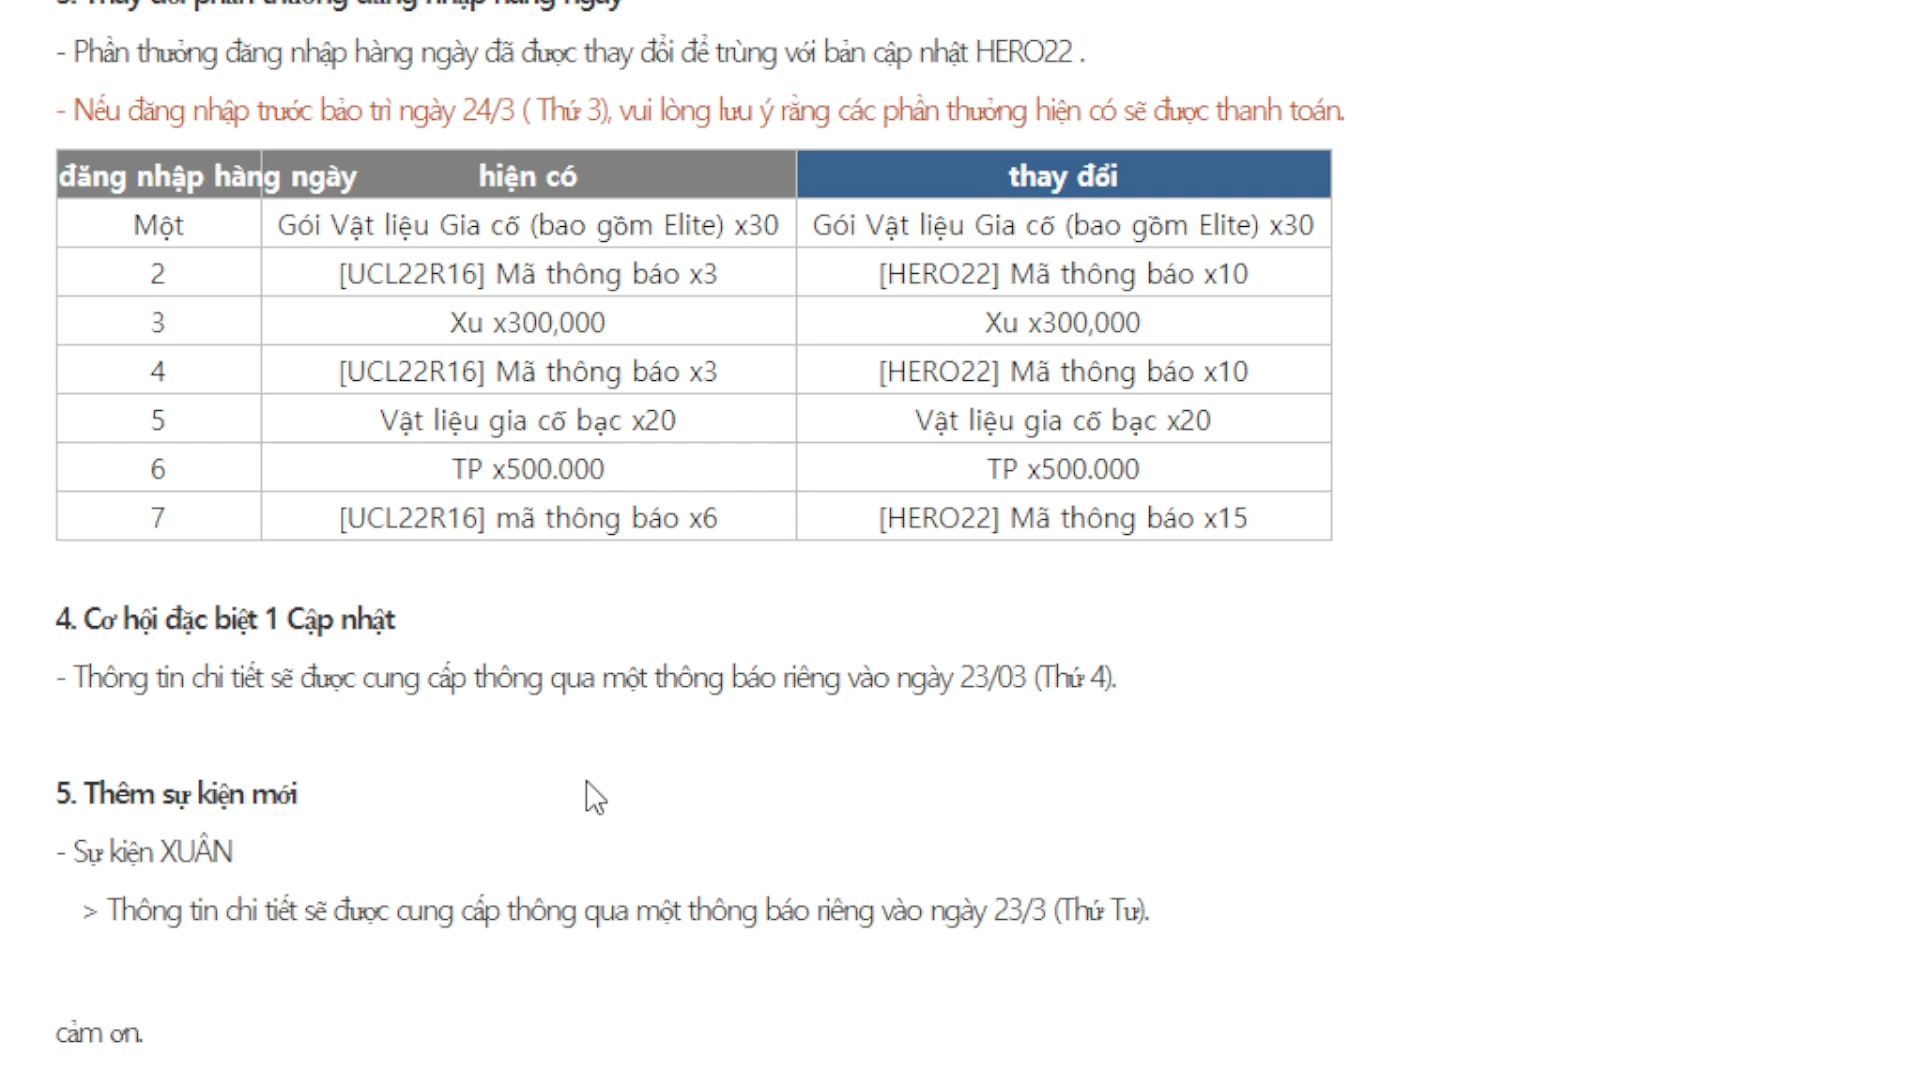 3. Thay đổi phần thưởng đăng nhập hàng ngày
- Phần thưởng đăng nhập hàng ngày đã được thay đổi để trùng với bản cập nhật HERO22 .
- Nếu đăng nhập trước bảo trì ngày 24/3 ( Thứ 3), vui lòng lưu ý rằng các phần thưởng hiện có sẽ được thanh toán.
đăng nhập hàng ngày hiện có thay đổi
Một Gói Vật liệu Gia cố (bao gồm Elite) x30 Gói Vật liệu Gia cố (bao gồm Elite) x30
2 [UCL22R16] Mã thông báo x3 [HERO22] Mã thông báo x10
3 Xu x300,000 Xu x300,000
4 [UCL22R16] Mã thông báo x3 [HERO22] Mã thông báo x10
5 Vật liệu gia cố bạc x20 Vật liệu gia cố bạc x20
6 TP x500.000 TP x500.000
7 [UCL22R16] mã thông báo x6 [HERO22] Mã thông báo x15
4. Cơ hội đặc biệt 1 Cập nhật
- Thông tin chi tiết sẽ được cung cấp thông qua một thông báo riêng vào ngày 23/03 (Thứ 4).
5. Thêm sự kiện mới
- Sự kiện XUÂN
> Thông tin chi tiết sẽ được cung cấp thông qua một thông báo riêng vào ngày 23/3 (Thứ Tư).
cảm ơn.